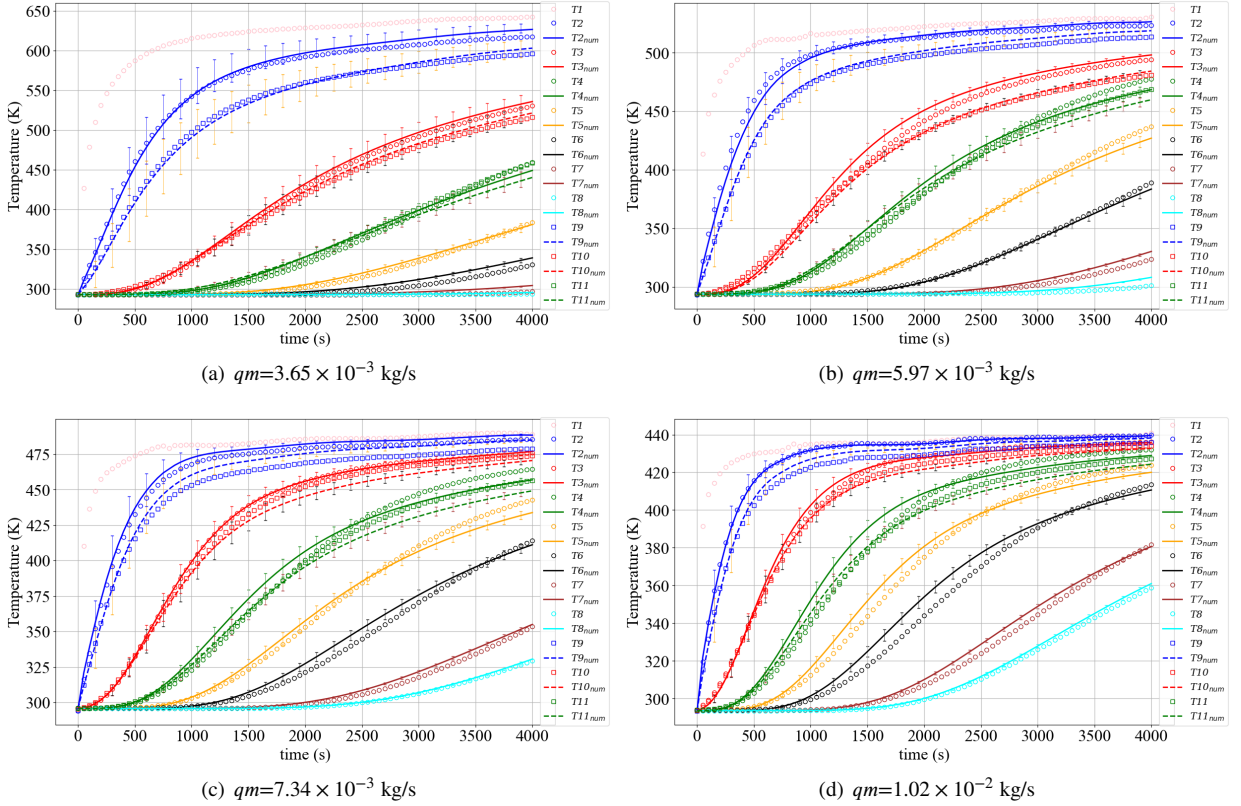 650
600
550
500
450
400
350
300
Temperature (K)
0 500 1000 1500 2000 2500 3000 3500 4000
time (s)
T1
T2
T2num
T3
T3num
T4
T4num
T5
T5num
T6
T6num
T7
T7num
T8
T8num
T9
T9num
T10
T10num
T11
T11num
(a) qm=3.65 × 10⁻³ kg/s
500
450
400
350
300
Temperature (K)
0 500 1000 1500 2000 2500 3000 3500 4000
time (s)
T1
T2
T2num
T3
T3num
T4
T4num
T5
T5num
T6
T6num
T7
T7num
T8
T8num
T9
T9num
T10
T10num
T11
T11num
(b) qm=5.97 × 10⁻³ kg/s
475
450
425
400
375
350
325
300
Temperature (K)
0 500 1000 1500 2000 2500 3000 3500 4000
time (s)
T1
T2
T2num
T3
T3num
T4
T4num
T5
T5num
T6
T6num
T7
T7num
T8
T8num
T9
T9num
T10
T10num
T11
T11num
(c) qm=7.34 × 10⁻³ kg/s
440
420
400
380
360
340
320
300
Temperature (K)
0 500 1000 1500 2000 2500 3000 3500 4000
time (s)
T1
T2
T2num
T3
T3num
T4
T4num
T5
T5num
T6
T6num
T7
T7num
T8
T8num
T9
T9num
T10
T10num
T11
T11num
(d) qm=1.02 × 10⁻² kg/s